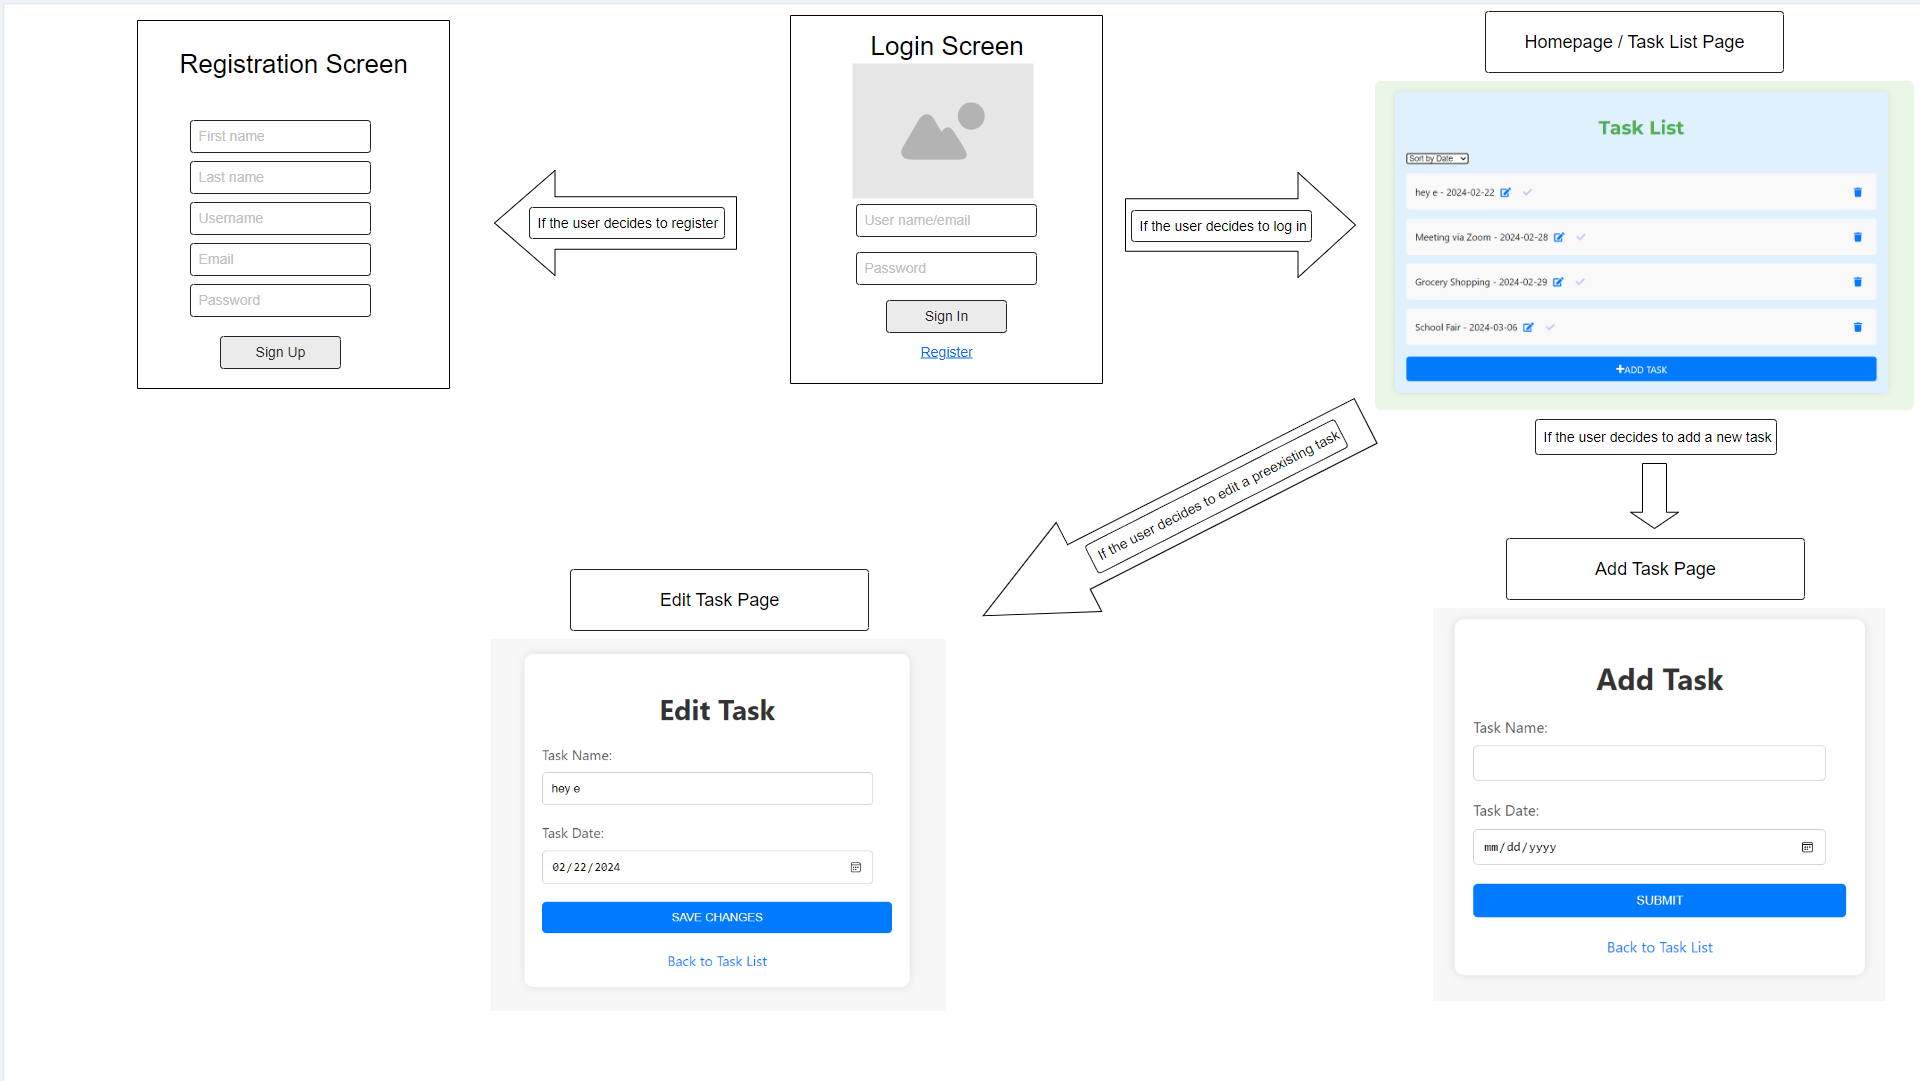 Registration Screen
First name
Last name
Username
Email
Password
Sign Up
If the user decides to register
Login Screen
User name/email
Password
Sign In
Register
If the user decides to log in
Homepage / Task List Page
Task List
Sort by Date
hey e - 2024-02-22
Meeting via Zoom - 2024-02-28
Grocery Shopping - 2024-02-29
School Fair - 2024-03-06
+ADD TASK
If the user decides to edit a preexisting task
If the user decides to add a new task
Edit Task Page
Edit Task
Task Name:
hey e
Task Date:
02/22/2024
SAVE CHANGES
Back to Task List
Add Task Page
Add Task
Task Name:
Task Date:
mm/dd/yyyy
SUBMIT
Back to Task List